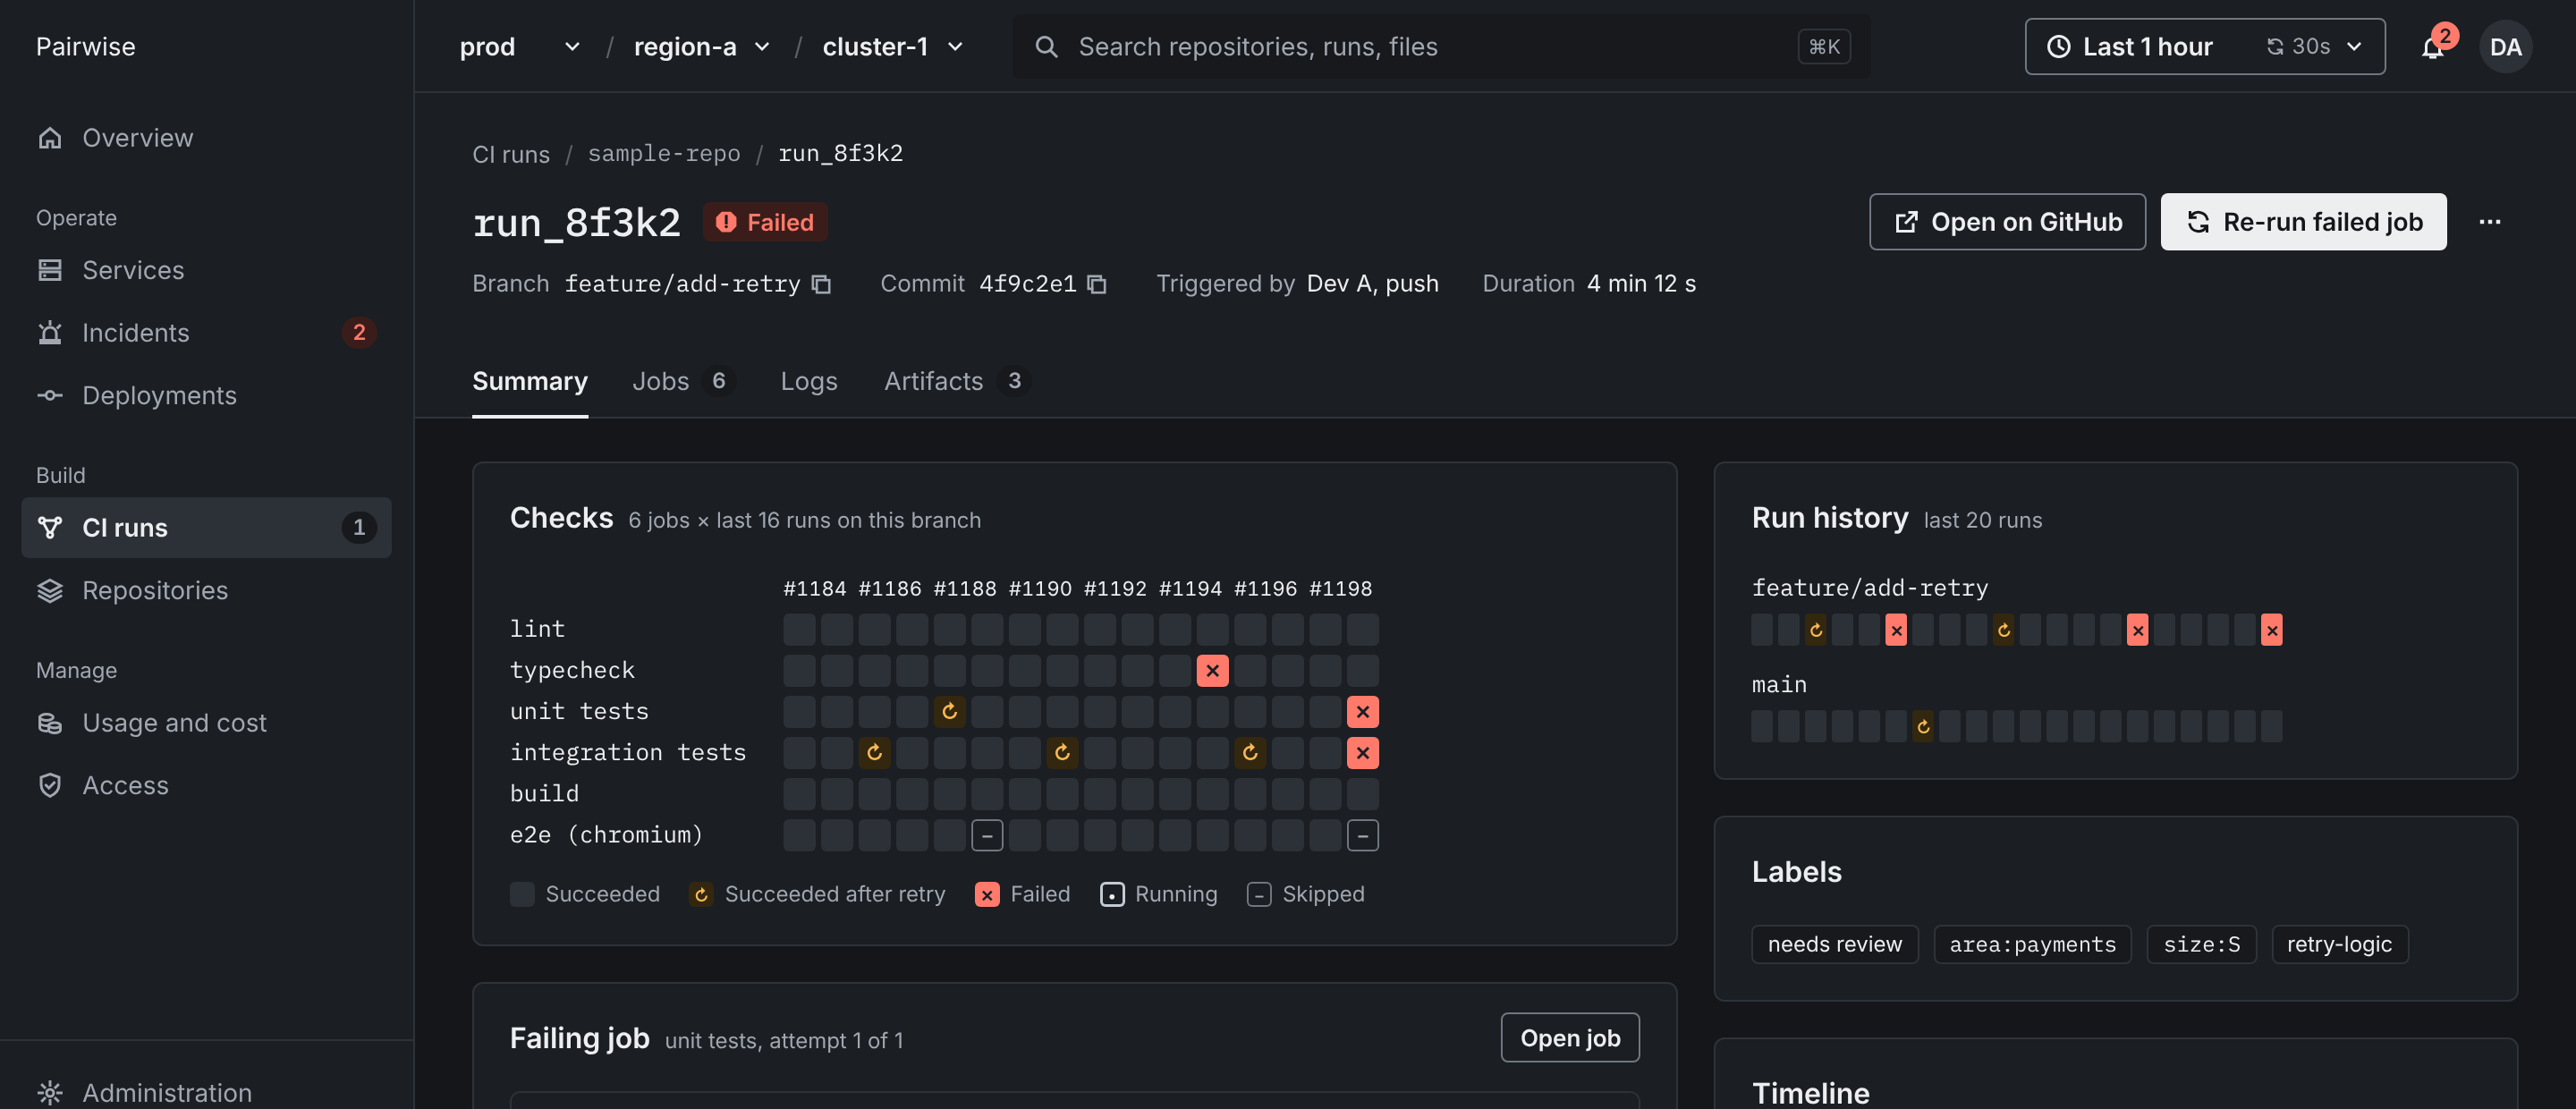 Pairwise
prod / region-a / cluster-1
Search repositories, runs, files ⌘K
Last 1 hour 30s
2
DA
Overview
Operate
Services
Incidents 2
Deployments
Build
CI runs 1
Repositories
Manage
Usage and cost
Access
Administration
CI runs / sample-repo / run_8f3k2
run_8f3k2 Failed
Open on GitHub
Re-run failed job
Branch feature/add-retry Commit 4f9c2e1 Triggered by Dev A, push Duration 4 min 12 s
Summary Jobs 6 Logs Artifacts 3
Checks 6 jobs × last 16 runs on this branch
#1184 #1186 #1188 #1190 #1192 #1194 #1196 #1198
lint
typecheck
unit tests
integration tests
build
e2e (chromium)
Succeeded Succeeded after retry Failed Running Skipped
Failing job unit tests, attempt 1 of 1
Open job
Run history last 20 runs
feature/add-retry
main
Labels
needs review area:payments size:S retry-logic
Timeline